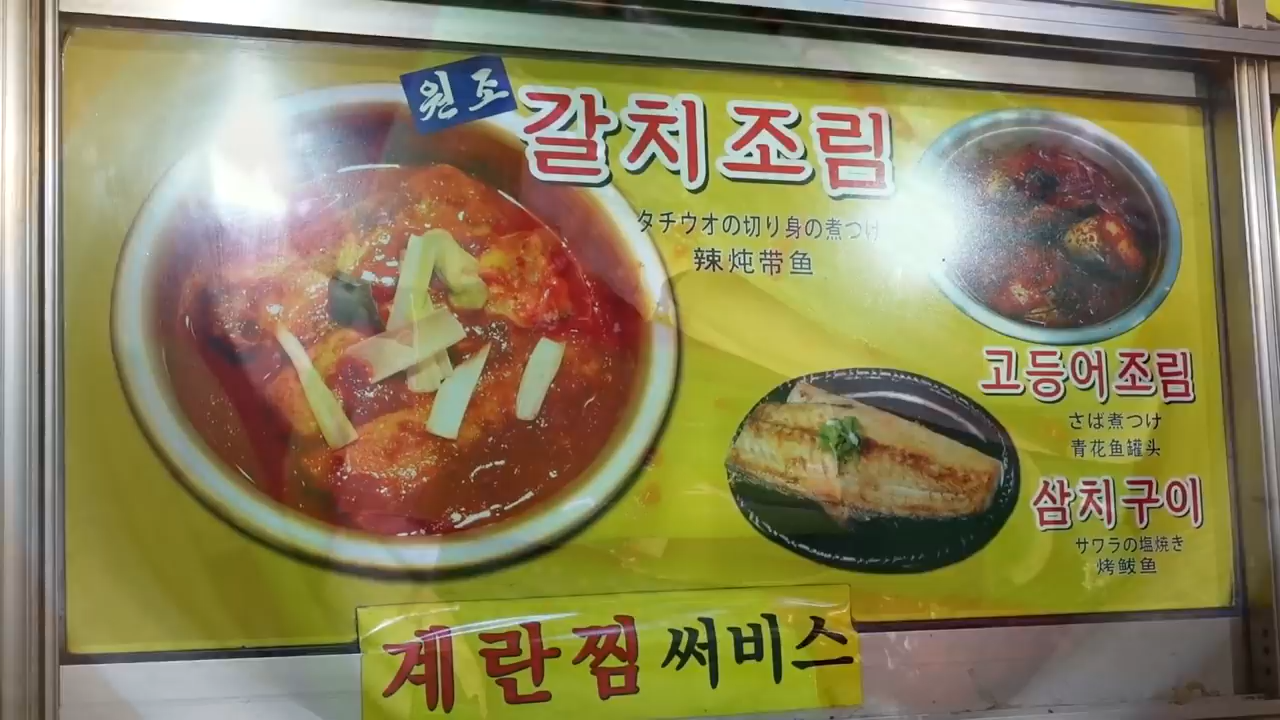 원조 갈치조림
タチウオの切り身の煮つけ
辣炖带鱼
고등어조림
さば煮つけ
青花鱼罐头
삼치구이
サワラの塩焼き
烤鲅鱼
계란찜 써비스